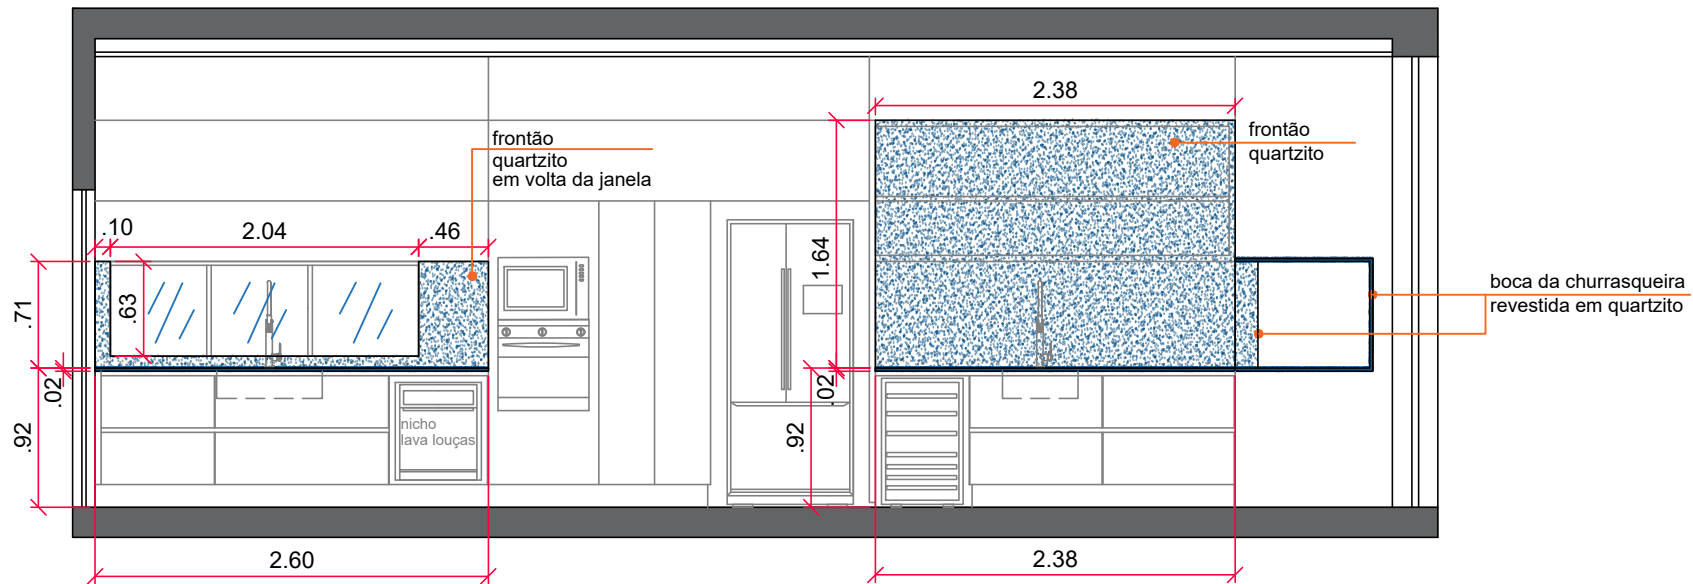 2.38
frontão
quartzito
em volta da janela
frontão
quartzito
.10
2.04
.46
1.64
.71
.63
boca da churrasqueira
revestida em quartzito
.02
.02
nicho
lava louças
.92
.92
2.60
2.38